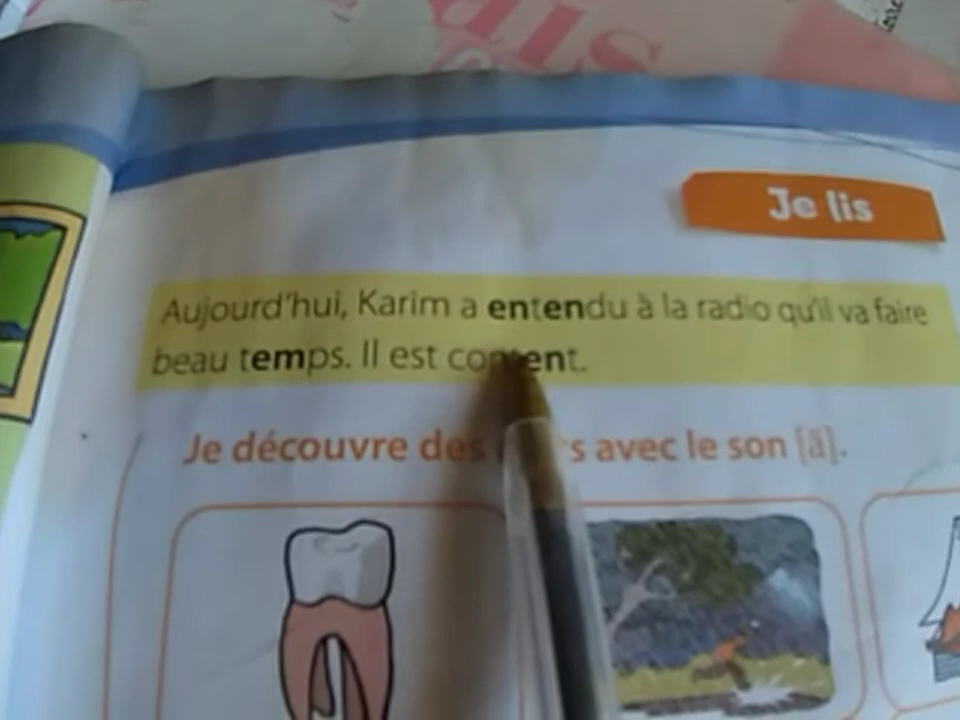 Je lis
Aujourd'hui, Karim a entendu à la radio qu'il va faire
beau temps. Il est content.
Je découvre des avec le son [ã].